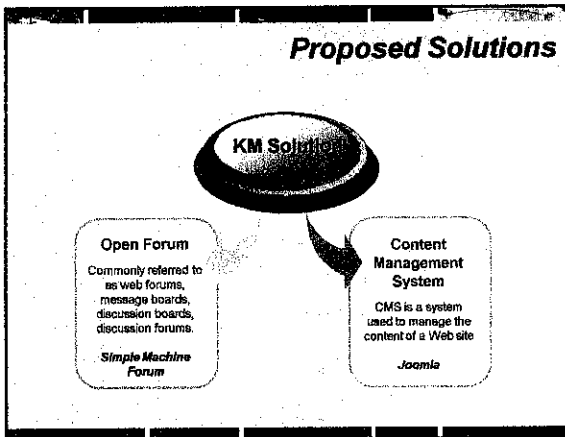 Proposed Solutions
KM Solution
Open Forum
Commonly referred to
as web forums,
message boards,
discussion boards,
discussion forums.
Simple Machine
Forum
Content
Management
System
CMS is a system
used to manage the
content of a Web site
Joomla